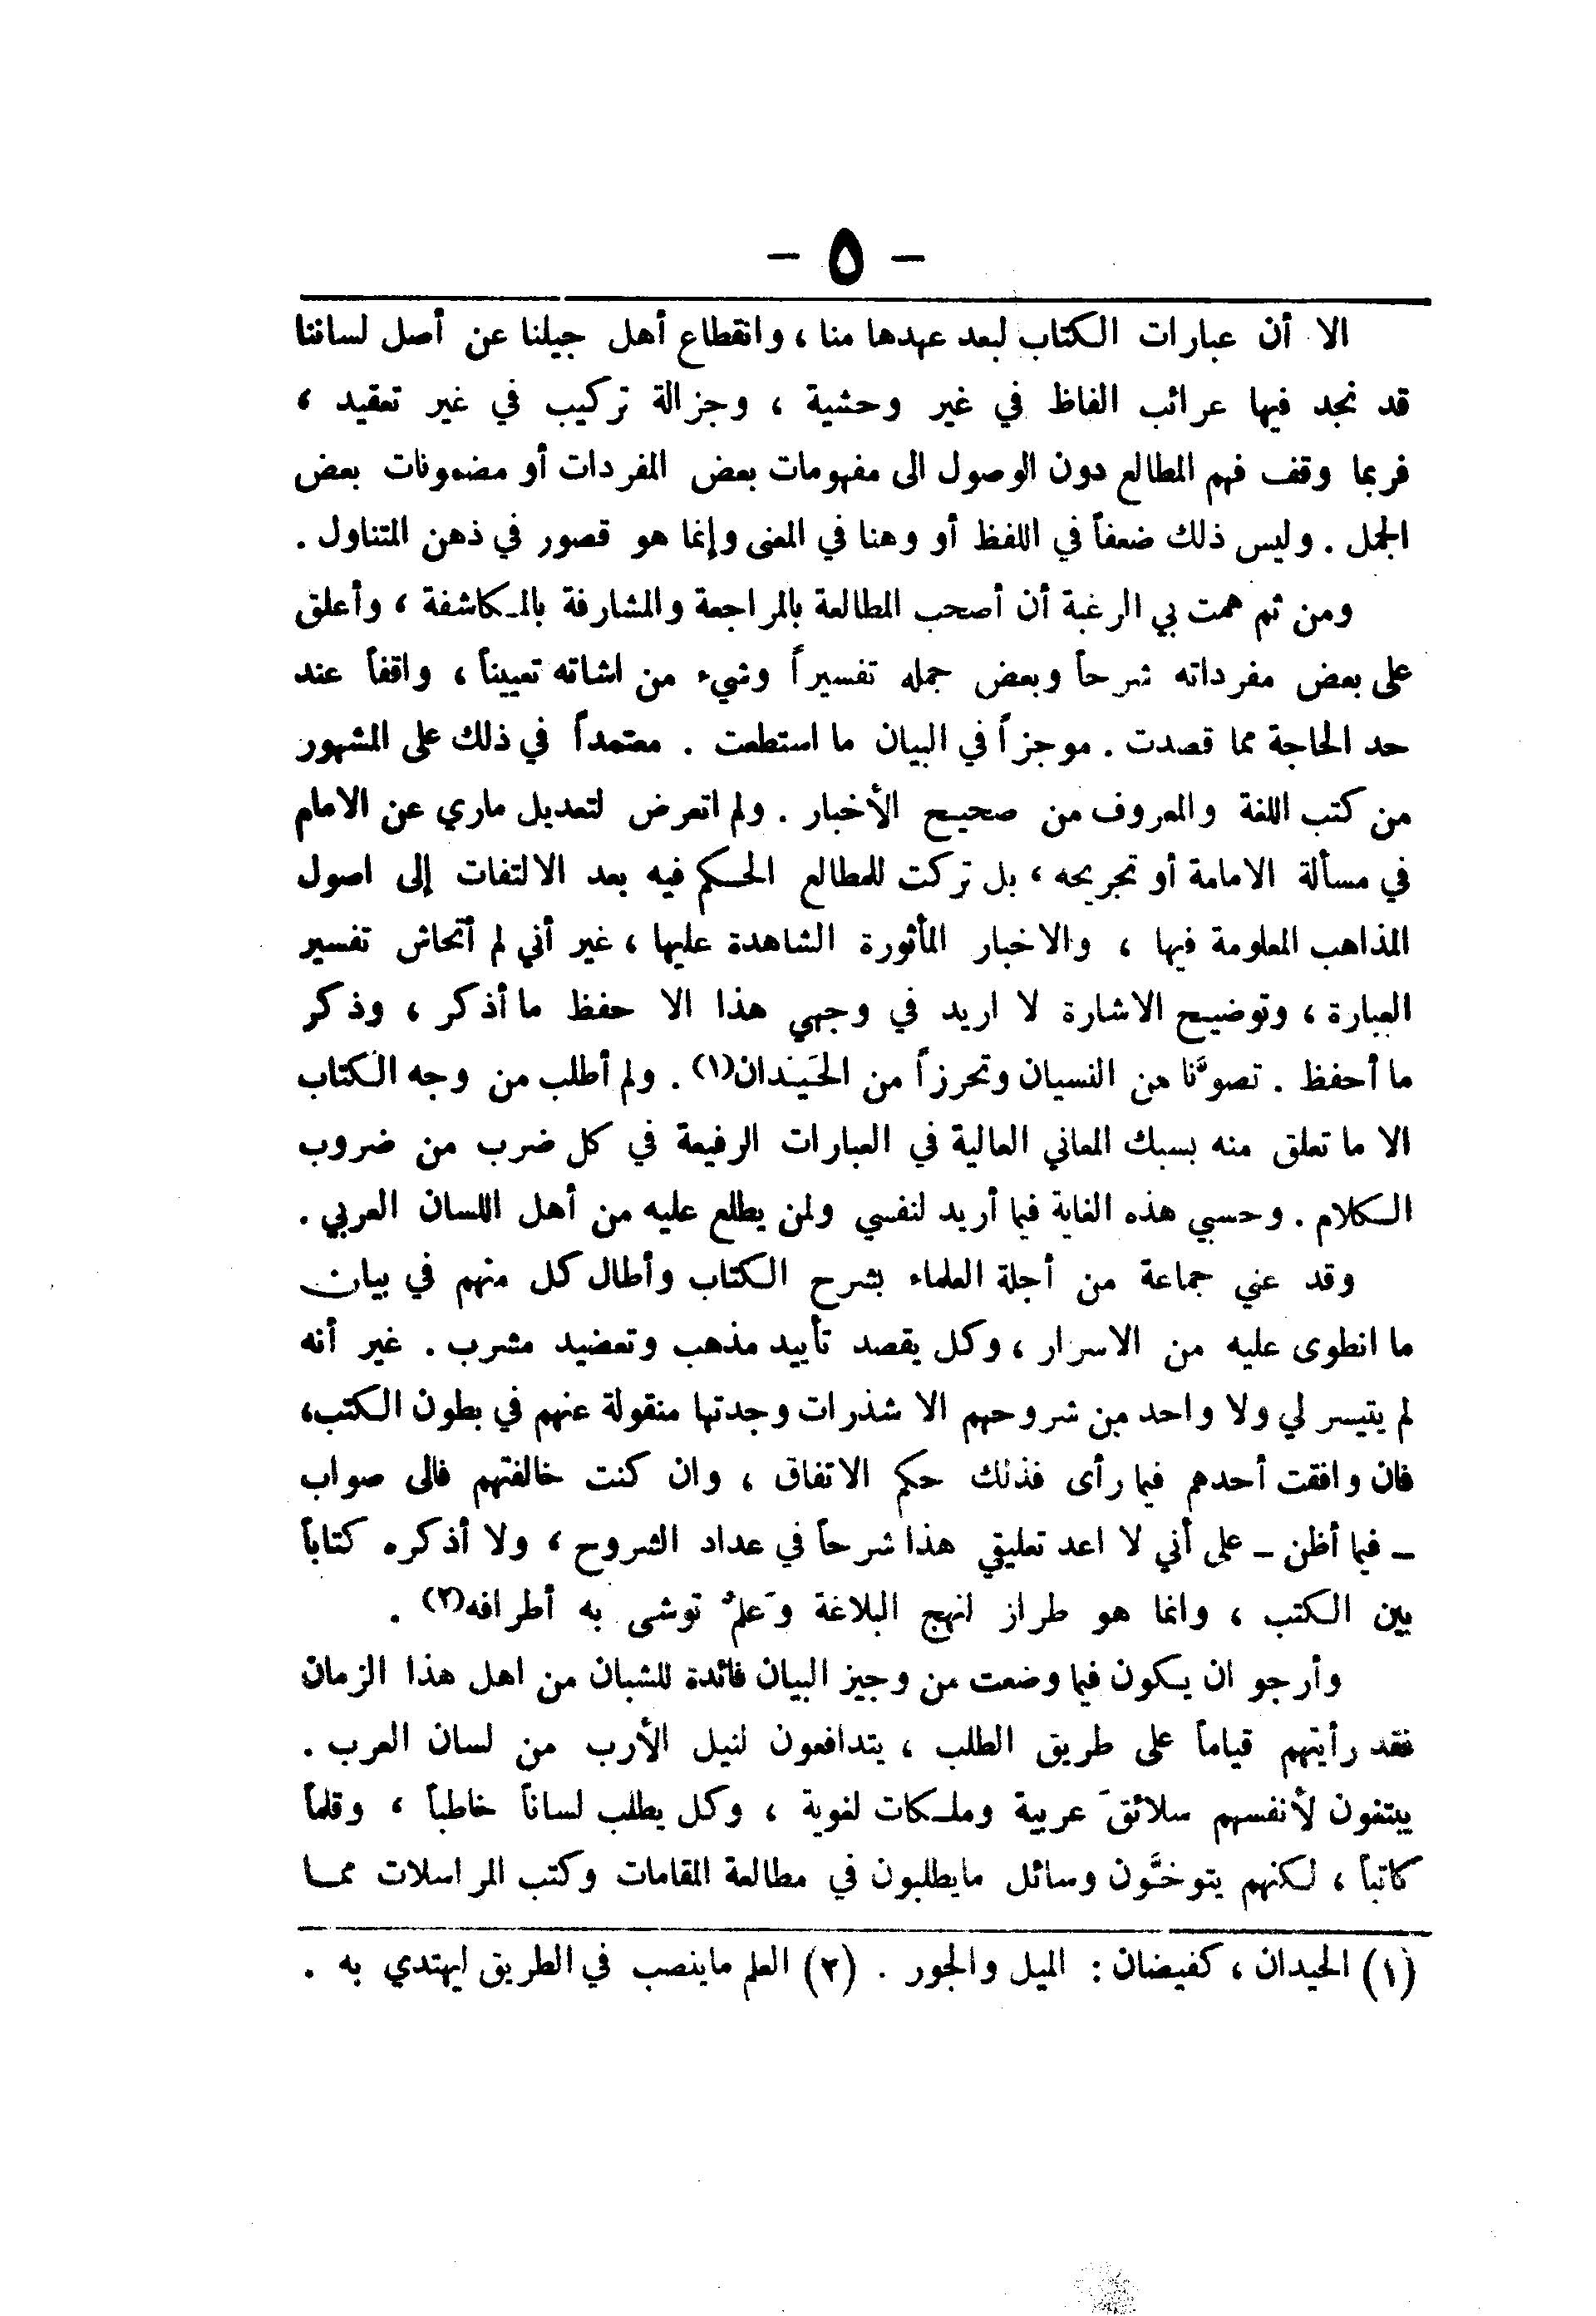 - ٥ -
الا أن عبارات الكتاب لبعد عهدها منا ، وانقطاع أهل جيلنا عن أصل لساننا
قد نجد فيها عرائب الفاظ في غير وحشية ، وجزالة تركيب في غير تعقيد ،
فربما وقف فهم المطالع دون الوصول الى مفهومات بعض المفردات أو مضمونات بعض
الجمل . وليس ذلك ضعفاً في اللفظ أو وهنا في المعنى وإنما هو قصور في ذهن المتناول .
ومن ثم همت بي الرغبة أن أصحب المطالعة بالمراجعة والمشارفة بالمكاشفة ، وأعلق
على بعض مفرداته شرحاً وبعض جمله تفسيراً وشيء من اشاته تعييناً ، واقفاً عند
حد الحاجة مما قصدت . موجزاً في البيان ما استطعت . معتمداً في ذلك على المشهور
من كتب اللغة والمعروف من صحيح الأخبار . ولم اتعرض لتعديل ماري عن الامام
في مسألة الامامة أو تجريحه ، بل تركت للمطالع الحكم فيه بعد الالتفات إلى اصول
المذاهب المعلومة فيها ، والاخبار المأثورة الشاهدة عليها ، غير أني لم أتحاش تفسير
العبارة ، وتوضيح الاشارة لا اريد في وجهي هذا الا حفظ ما أذكر ، وذكر
ما أحفظ . تصوُّنا من النسيان وتحرزاً من الحَيَدان(١) . ولم أطلب من وجه الكتاب
الا ما تعلق منه بسبك المعاني العالية في العبارات الرفيعة في كل ضرب من ضروب
الكلام . وحسبي هذه الغاية فيما أريد لنفسي ولمن يطلع عليه من أهل اللسان العربي .
وقد عني جماعة من أجلة العلماء بشرح الكتاب وأطال كل منهم في بيان
ما انطوى عليه من الاسرار ، وكل يقصد تأييد مذهب وتعضيد مشرب . غير أنه
لم يتيسر لي ولا واحد من شروحهم الا شذرات وجدتها منقولة عنهم في بطون الكتب،
فان وافقت أحدهم فيما رأى فذلك حكم الاتفاق ، وان كنت خالفتهم فالى صواب
ـ فيما أظن ـ على أني لا اعد تعليقي هذا شرحاً في عداد الشروح ، ولا أذكره كتاباً
بين الكتب ، وانما هو طراز لنهج البلاغة وَعلمٌ توشى به أطرافه(٢) .
وأرجو ان يكون فيما وضعت من وجيز البيان فائدة للشبان من اهل هذا الزمان
فقد رأيتهم قياماً على طريق الطلب ، يتدافعون لنيل الأرب من لسان العرب .
يبتغون لأنفسهم سلائقَ عربية وملكات لغوية ، وكل يطلب لساناً خاطباً ، وقلماً
كاتباً ، لكنهم يتوخَّون وسائل مايطلبون في مطالعة المقامات وكتب المراسلات ممـا
(١) الحيدان ، كفيضان : الميل والجور . (٢) العلم ماينصب في الطريق ليهتدي به .